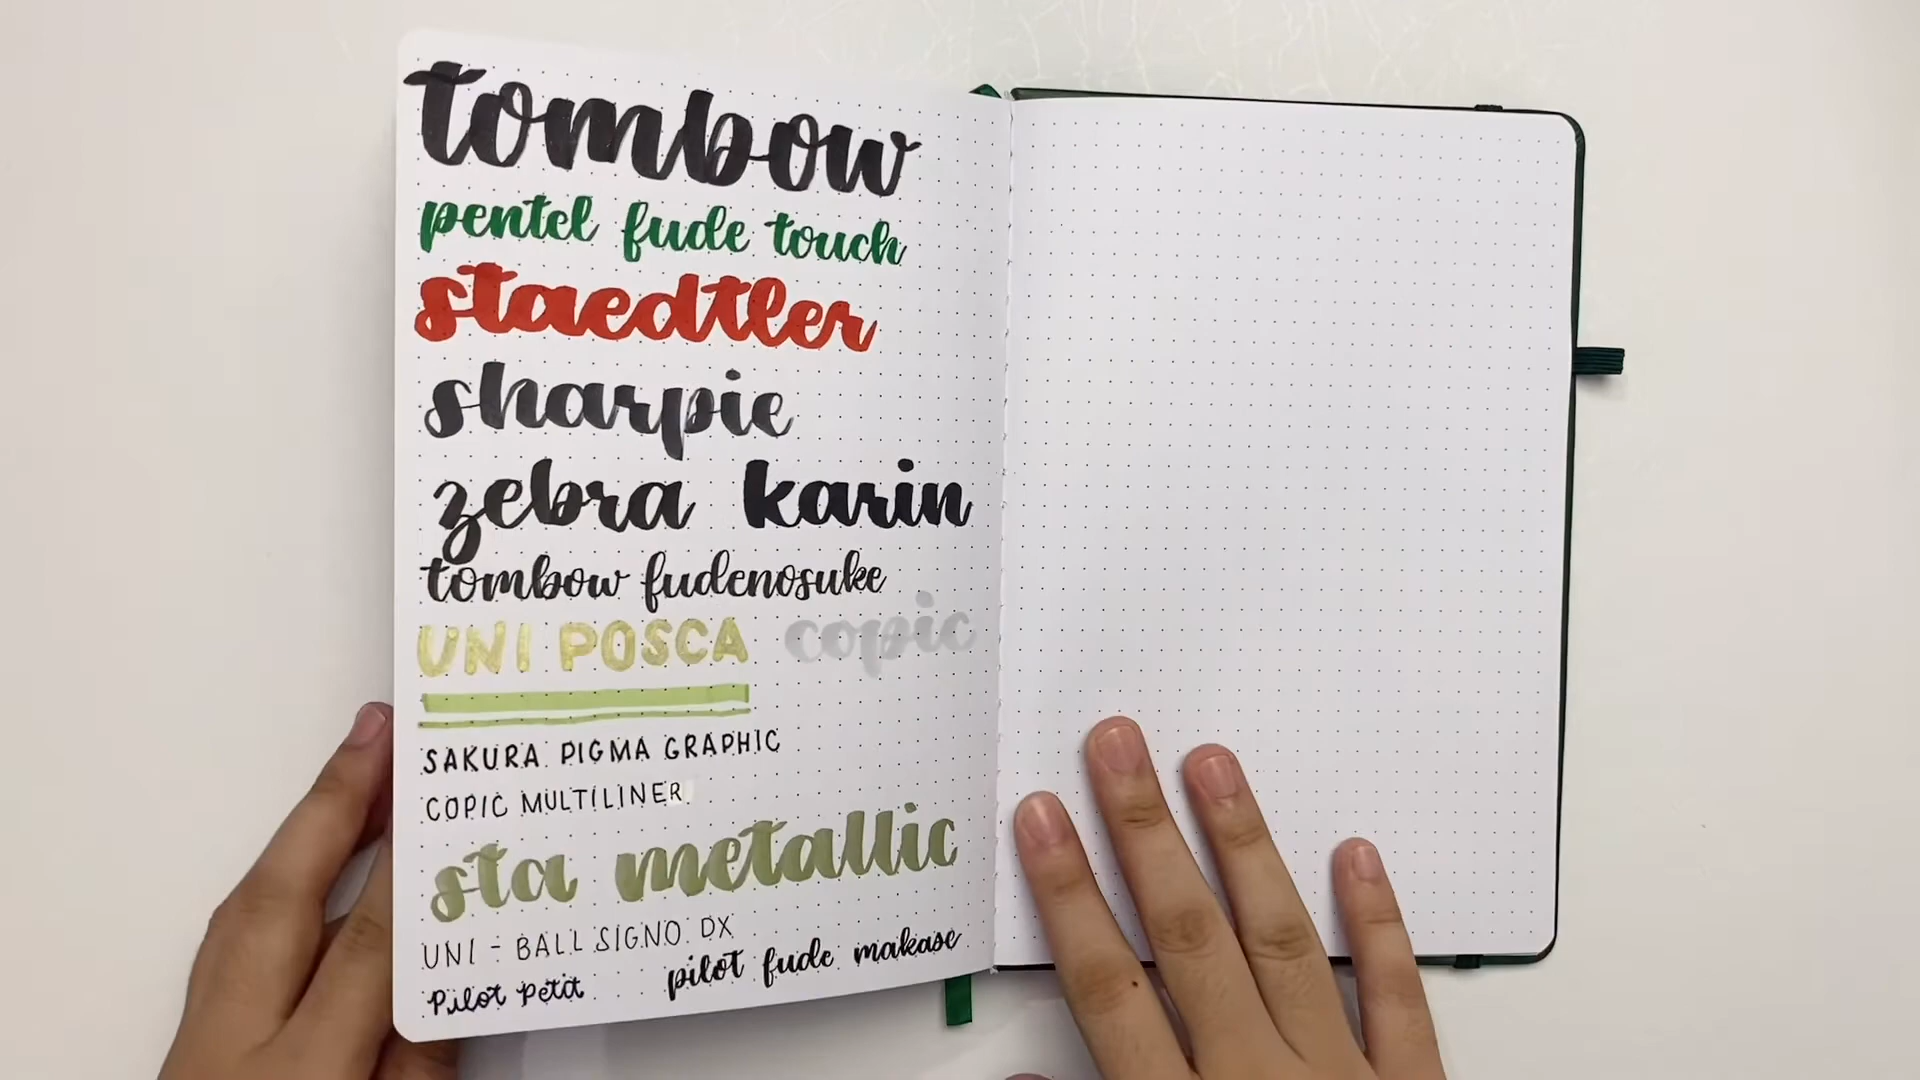 tombow
pentel fude touch
staedtler
sharpie
zebra karin
tombow fudenosuke
UNI POSCA copic
SAKURA PIGMA GRAPHIC
COPIC MULTILINER
sta metallic
UNI-BALL SIGNO DX
pilot petit pilot fude makase